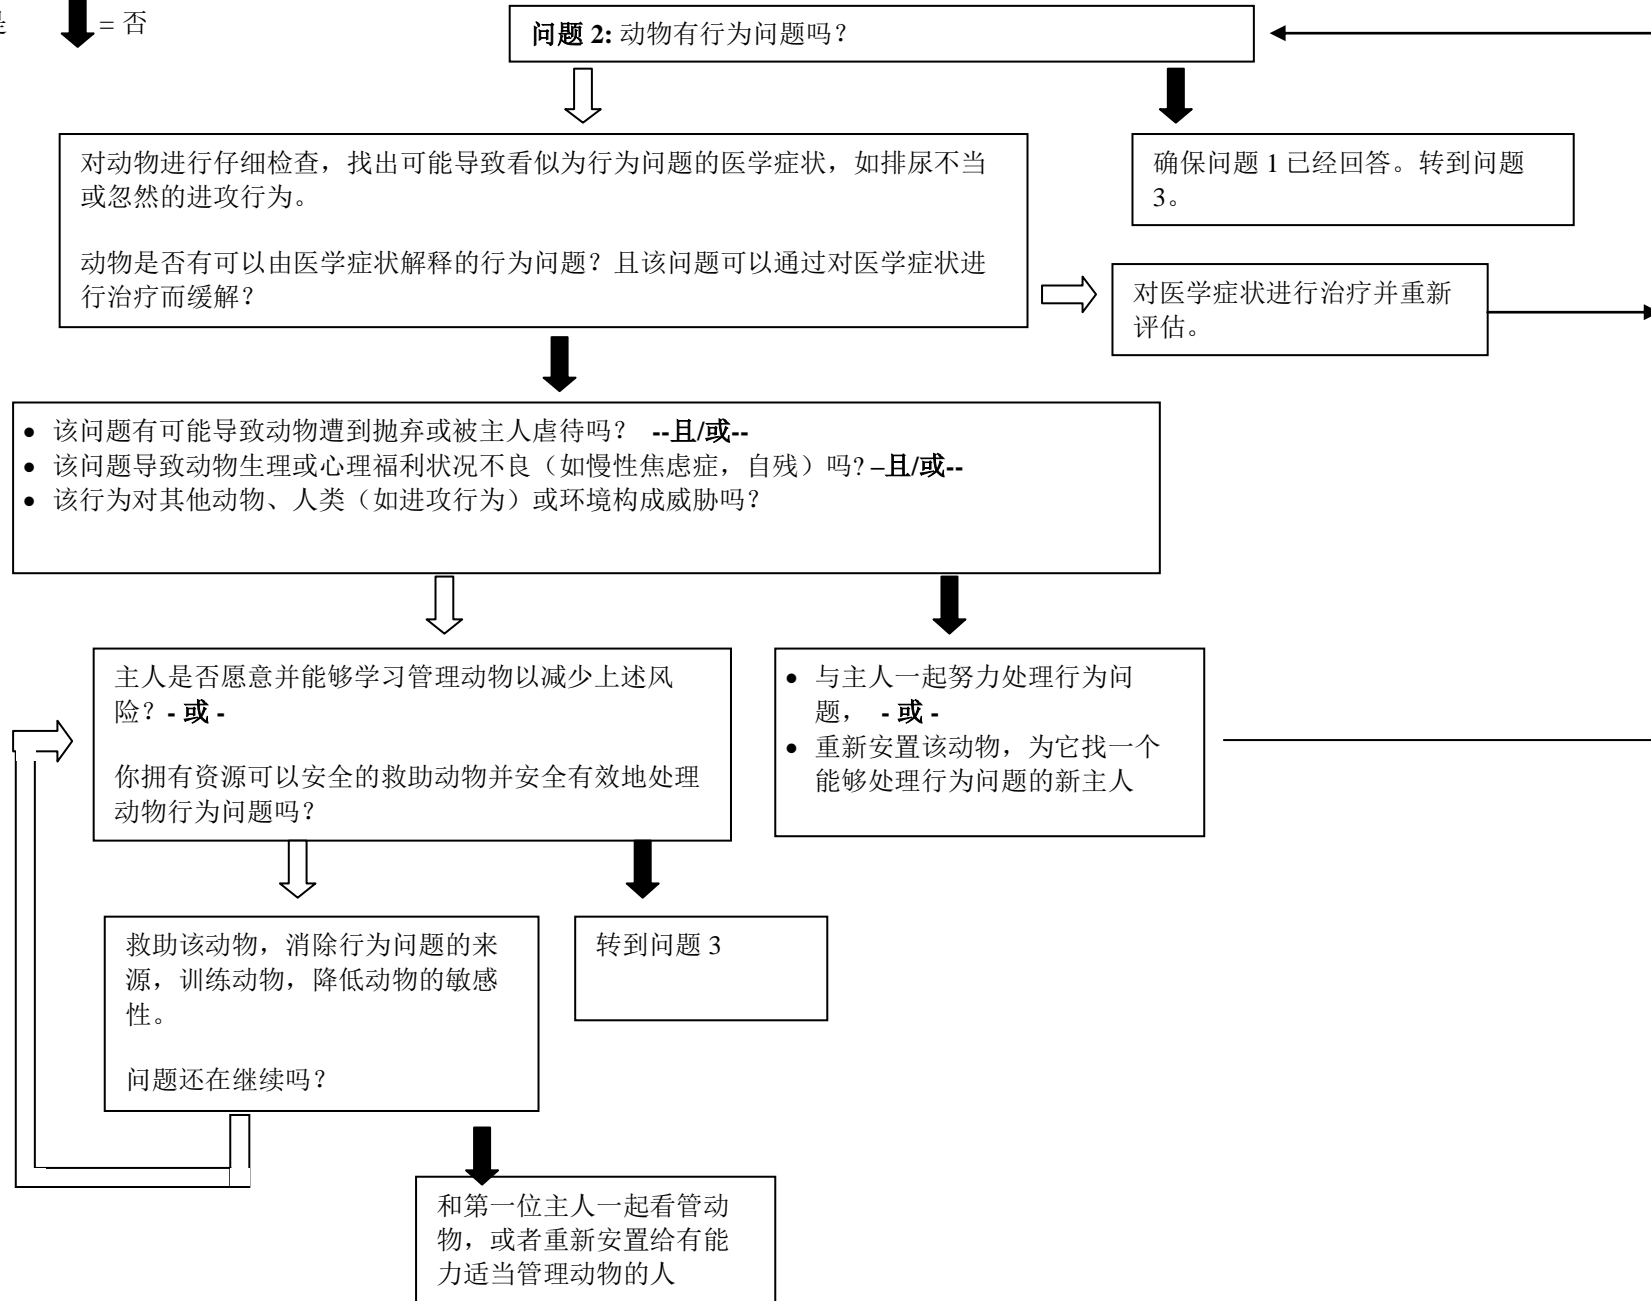 = 否
问题 2: 动物有行为问题吗？
对动物进行仔细检查，找出可能导致看似为行为问题的医学症状，如排尿不当
或忽然的进攻行为。
动物是否有可以由医学症状解释的行为问题？且该问题可以通过对医学症状进
行治疗而缓解？
确保问题 1 已经回答。转到问题
3。
对医学症状进行治疗并重新
评估。
• 该问题有可能导致动物遭到抛弃或被主人虐待吗？ --且/或--
• 该问题导致动物生理或心理福利状况不良（如慢性焦虑症，自残）吗? –且/或--
• 该行为对其他动物、人类（如进攻行为）或环境构成威胁吗？
主人是否愿意并能够学习管理动物以减少上述风
险？- 或 -
你拥有资源可以安全的救助动物并安全有效地处理
动物行为问题吗？
• 与主人一起努力处理行为问
题， - 或 -
• 重新安置该动物，为它找一个
能够处理行为问题的新主人
救助该动物，消除行为问题的来
源，训练动物，降低动物的敏感
性。
问题还在继续吗？
转到问题 3
和第一位主人一起看管动
物，或者重新安置给有能
力适当管理动物的人